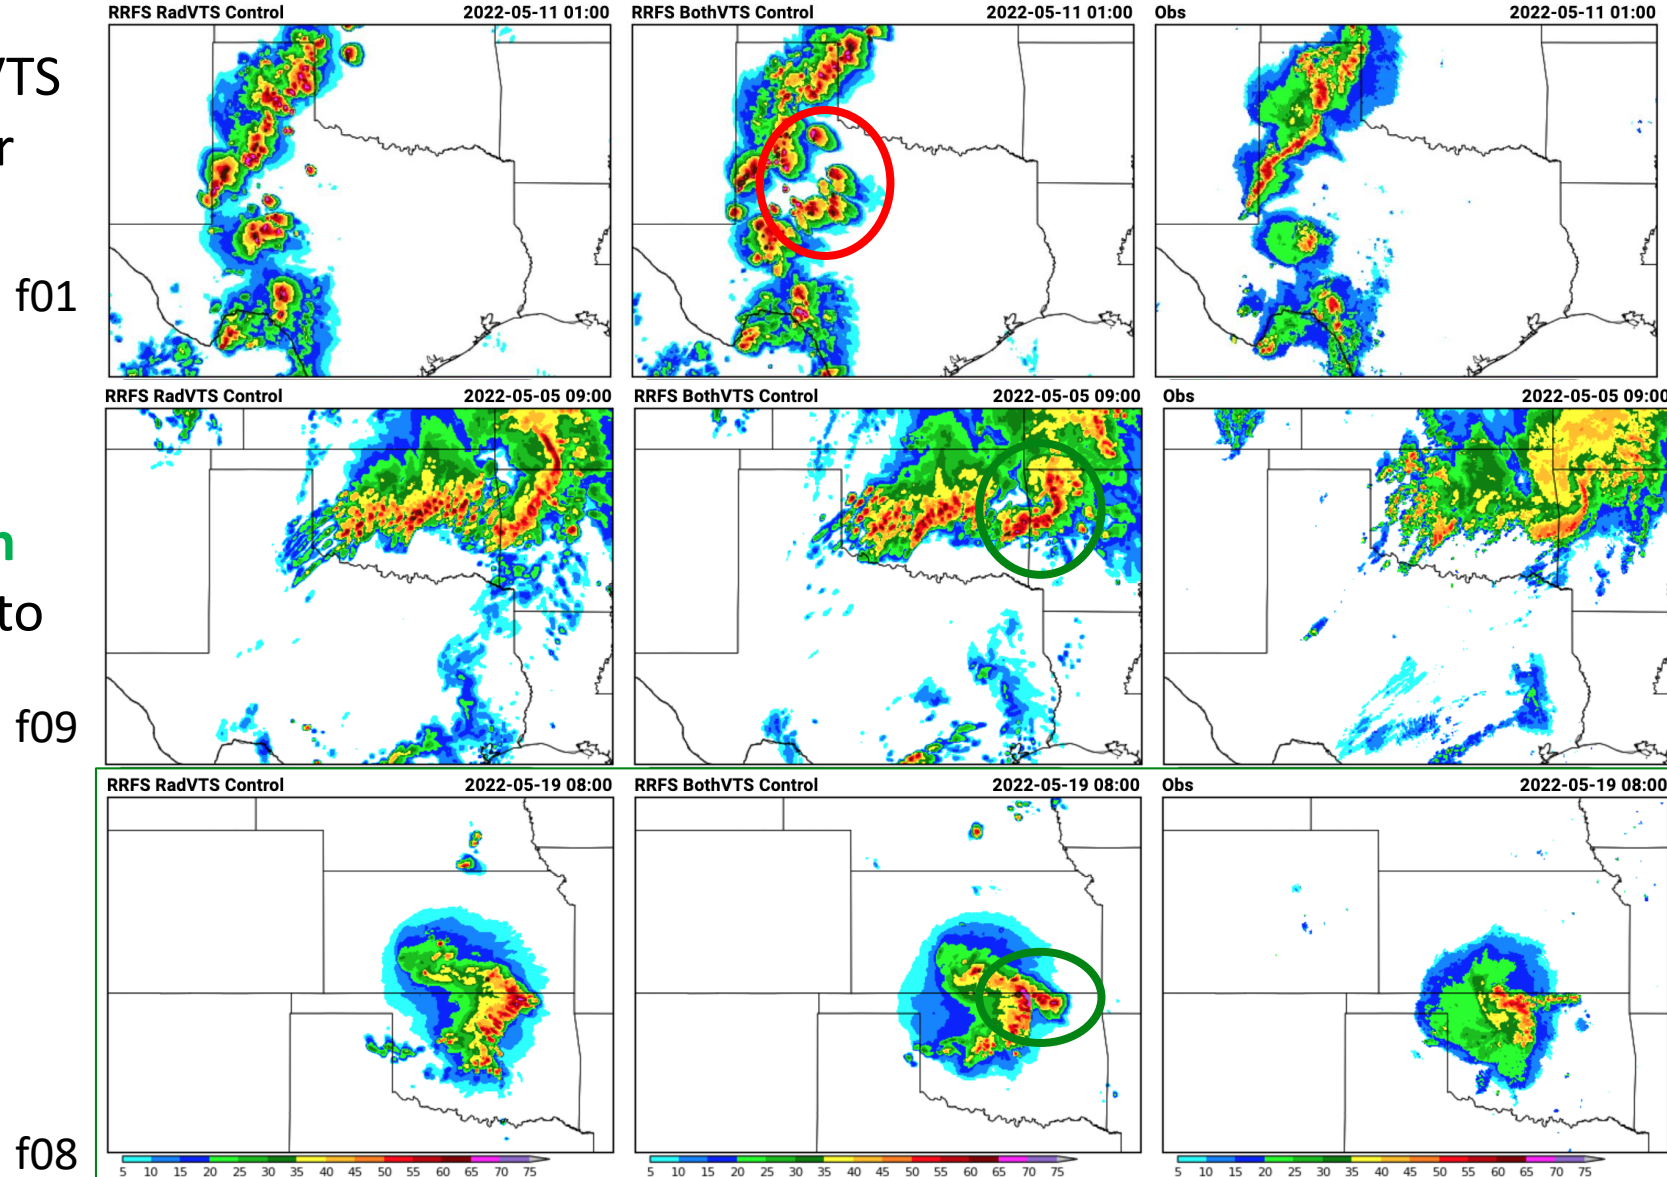 VTS
r
f01
RRFS RadVTS Control 2022-05-11 01:00
RRFS BothVTS Control 2022-05-11 01:00
Obs 2022-05-11 01:00
n
to
f09
RRFS RadVTS Control 2022-05-05 09:00
RRFS BothVTS Control 2022-05-05 09:00
Obs 2022-05-05 09:00
f08
RRFS RadVTS Control 2022-05-19 08:00
RRFS BothVTS Control 2022-05-19 08:00
Obs 2022-05-19 08:00
5 10 15 20 25 30 35 40 45 50 55 60 65 70 75
5 10 15 20 25 30 35 40 45 50 55 60 65 70 75
5 10 15 20 25 30 35 40 45 50 55 60 65 70 75